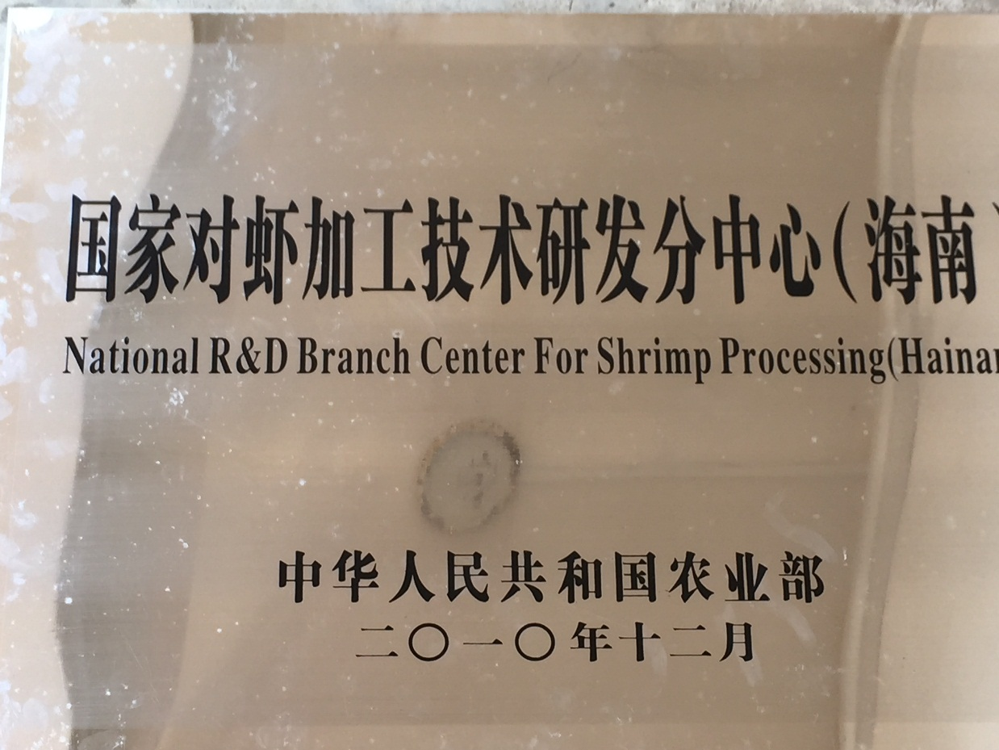 国家对虾加工技术研发分中心(海南)
National R&D Branch Center For Shrimp Processing(Hainan
中华人民共和国农业部
二〇一〇年十二月